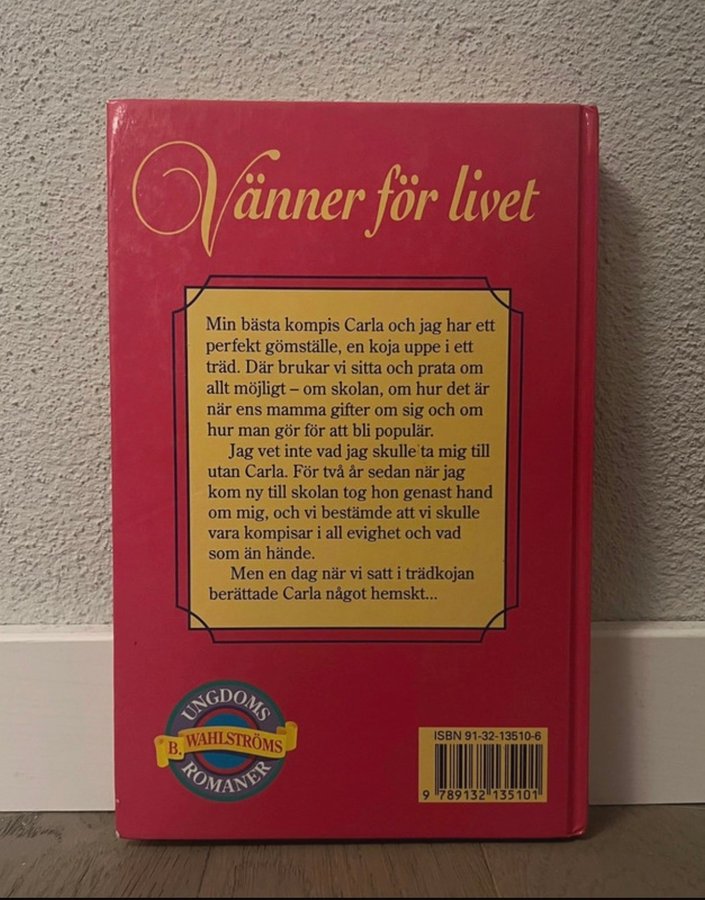 Vänner för livet
Min bästa kompis Carla och jag har ett
perfekt gömställe, en koja uppe i ett
träd. Där brukar vi sitta och prata om
allt möjligt – om skolan, om hur det är
när ens mamma gifter om sig och om
hur man gör för att bli populär.
Jag vet inte vad jag skulle ta mig till
utan Carla. För två år sedan när jag
kom ny till skolan tog hon genast hand
om mig, och vi bestämde att vi skulle
vara kompisar i all evighet och vad
som än hände.
Men en dag när vi satt i trädkojan
berättade Carla något hemskt...
UNGDOMS
B. WAHLSTRÖMS
ROMANER
ISBN 91-32-13510-6
9 789132 135101